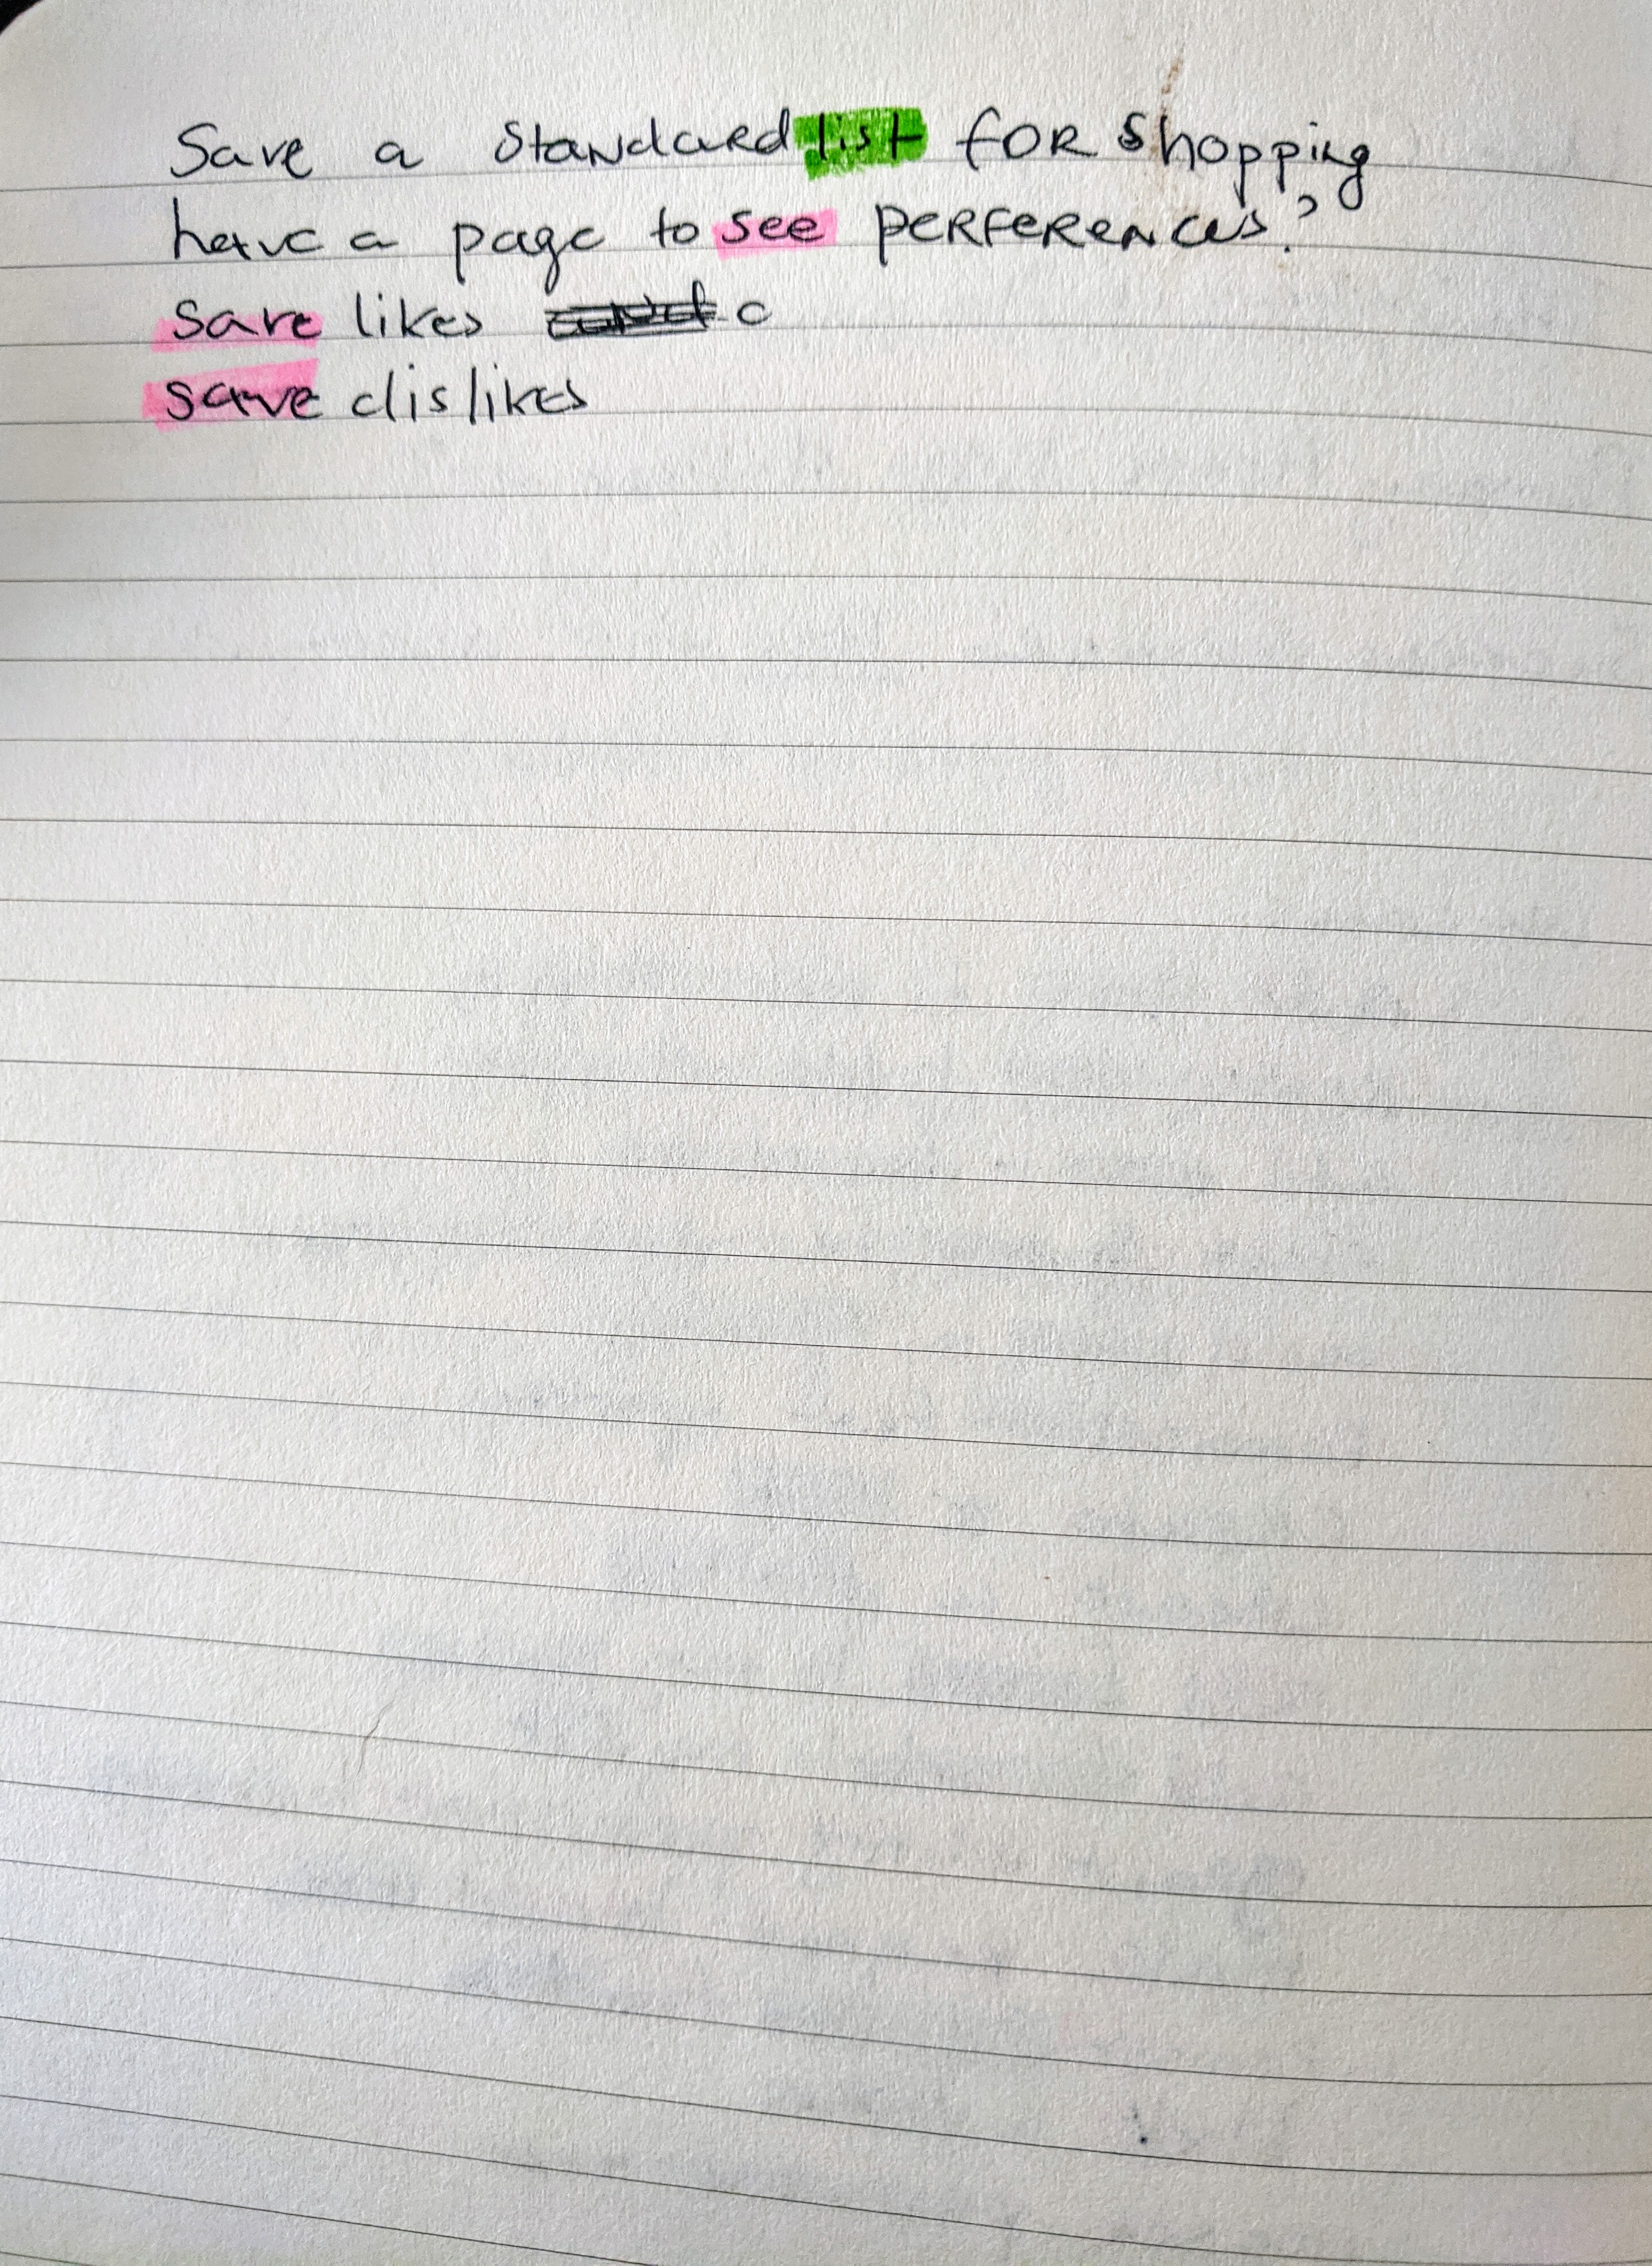 Save a standard list for shopping
have a page to see perferences?
save likes c
save dislikes